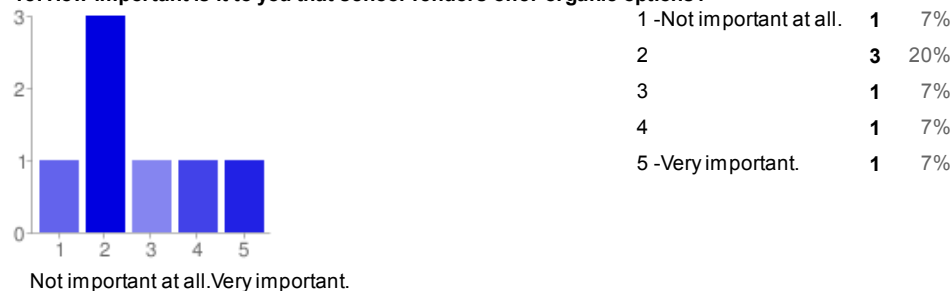 1 -Not important at all. 1 7%
2 3 20%
3 1 7%
4 1 7%
5 -Very important. 1 7%
3
2
1
0
1 2 3 4 5
Not important at all.Very important.